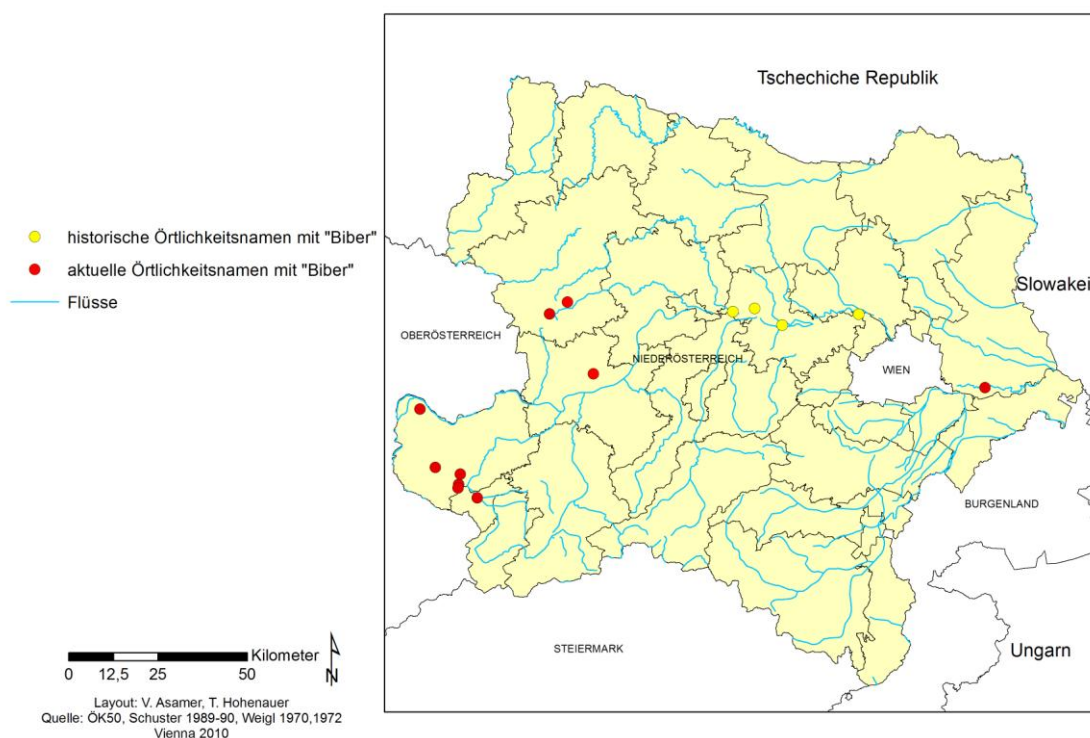 Tschechiche Republik
historische Örtlichkeitsnamen mit "Biber"
aktuelle Örtlichkeitsnamen mit "Biber"
Flüsse
Slowakei
OBERÖSTERREICH
NIEDERÖSTERREICH
WIEN
BURGENLAND
STEIERMARK
Ungarn
Kilometer
0 12,5 25 50
N
Layout: V. Asamer, T. Hohenauer
Quelle: ÖK50, Schuster 1989-90, Weigl 1970,1972
Vienna 2010